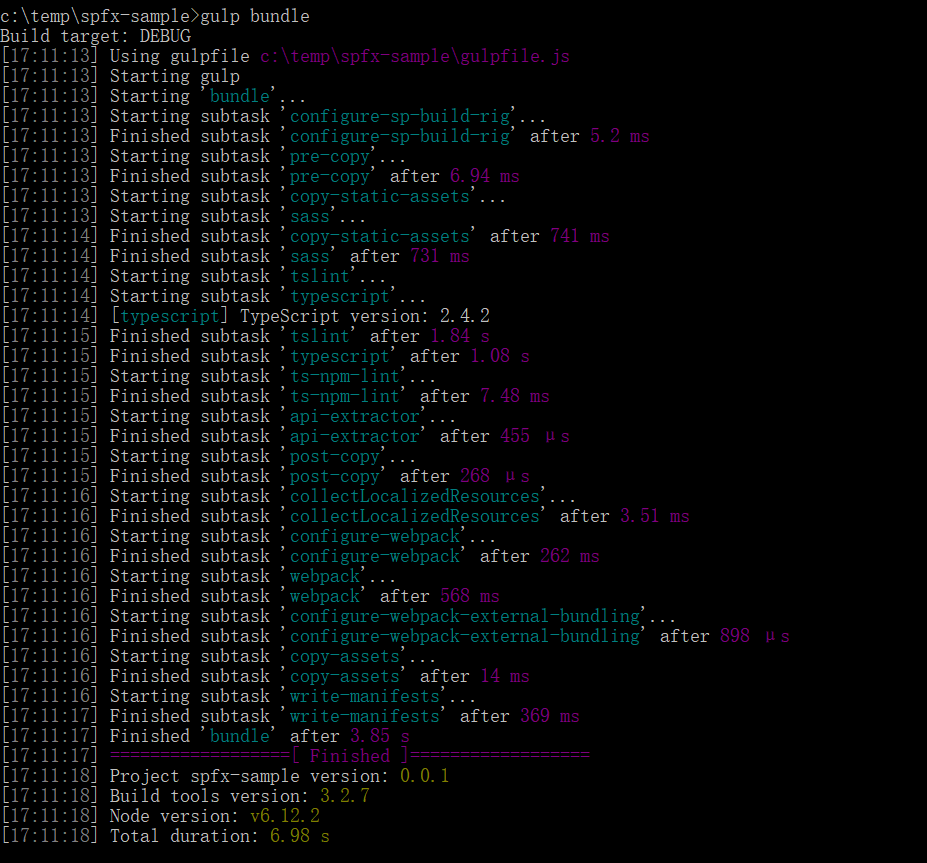 c:\temp\spfx-sample>gulp bundle
Build target: DEBUG
[17:11:13] Using gulpfile c:\temp\spfx-sample\gulpfile.js
[17:11:13] Starting gulp
[17:11:13] Starting 'bundle'...
[17:11:13] Starting subtask 'configure-sp-build-rig'...
[17:11:13] Finished subtask 'configure-sp-build-rig' after 5.2 ms
[17:11:13] Starting subtask 'pre-copy'...
[17:11:13] Finished subtask 'pre-copy' after 6.94 ms
[17:11:13] Starting subtask 'copy-static-assets'...
[17:11:13] Starting subtask 'sass'...
[17:11:14] Finished subtask 'copy-static-assets' after 741 ms
[17:11:14] Finished subtask 'sass' after 731 ms
[17:11:14] Starting subtask 'tslint'...
[17:11:14] Starting subtask 'typescript'...
[17:11:14] [typescript] TypeScript version: 2.4.2
[17:11:15] Finished subtask 'tslint' after 1.84 s
[17:11:15] Finished subtask 'typescript' after 1.08 s
[17:11:15] Starting subtask 'ts-npm-lint'...
[17:11:15] Finished subtask 'ts-npm-lint' after 7.48 ms
[17:11:15] Starting subtask 'api-extractor'...
[17:11:15] Finished subtask 'api-extractor' after 455 μs
[17:11:15] Starting subtask 'post-copy'...
[17:11:15] Finished subtask 'post-copy' after 268 μs
[17:11:16] Starting subtask 'collectLocalizedResources'...
[17:11:16] Finished subtask 'collectLocalizedResources' after 3.51 ms
[17:11:16] Starting subtask 'configure-webpack'...
[17:11:16] Finished subtask 'configure-webpack' after 262 ms
[17:11:16] Starting subtask 'webpack'...
[17:11:16] Finished subtask 'webpack' after 568 ms
[17:11:16] Starting subtask 'configure-webpack-external-bundling'...
[17:11:16] Finished subtask 'configure-webpack-external-bundling' after 898 μs
[17:11:16] Starting subtask 'copy-assets'...
[17:11:16] Finished subtask 'copy-assets' after 14 ms
[17:11:16] Starting subtask 'write-manifests'...
[17:11:17] Finished subtask 'write-manifests' after 369 ms
[17:11:17] Finished 'bundle' after 3.85 s
[17:11:17] ==================[ Finished ]==================
[17:11:18] Project spfx-sample version: 0.0.1
[17:11:18] Build tools version: 3.2.7
[17:11:18] Node version: v6.12.2
[17:11:18] Total duration: 6.98 s